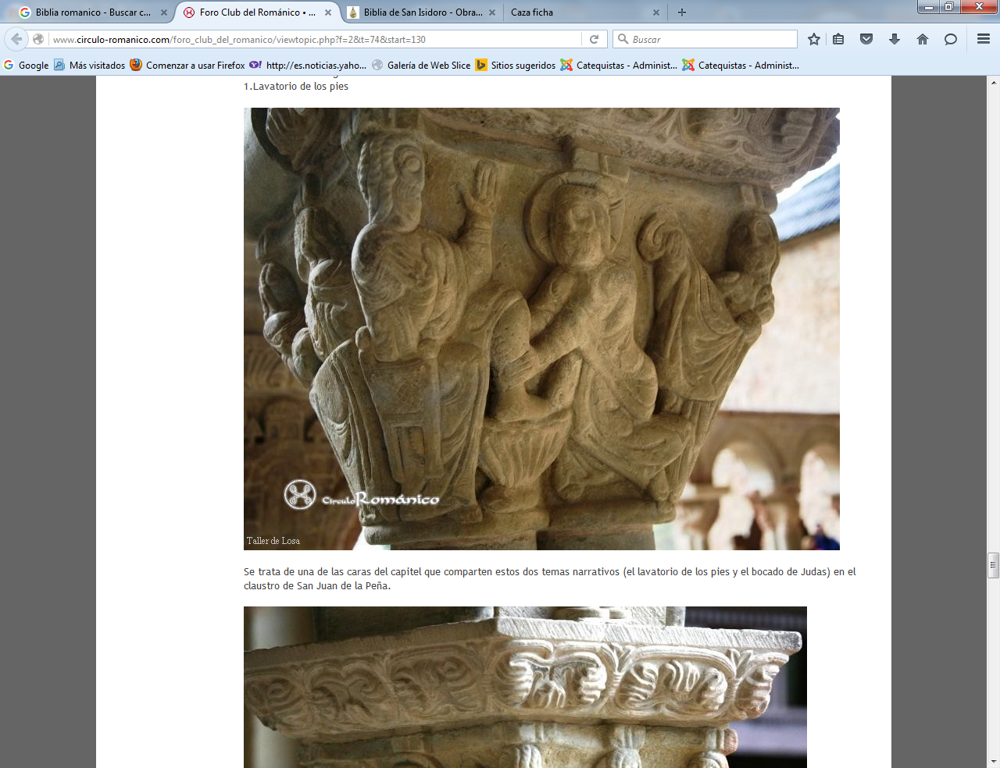 Biblia romanico - Buscar c...
Foro Club del Románico • ...
Biblia de San Isidoro - Obra...
Caza ficha
www.circulo-romanico.com/foro_club_del_romanico/viewtopic.php?f=2&t=74&start=130
Buscar
Google
Más visitados
Comenzar a usar Firefox
http://es.noticias.yaho...
Galería de Web Slice
Sitios sugeridos
Catequistas - Administ...
Catequistas - Administ...
1.Lavatorio de los pies
Circulo Románico
Taller de Losa
Se trata de una de las caras del capitel que comparten estos dos temas narrativos (el lavatorio de los pies y el bocado de Judas) en el
claustro de San Juan de la Peña.